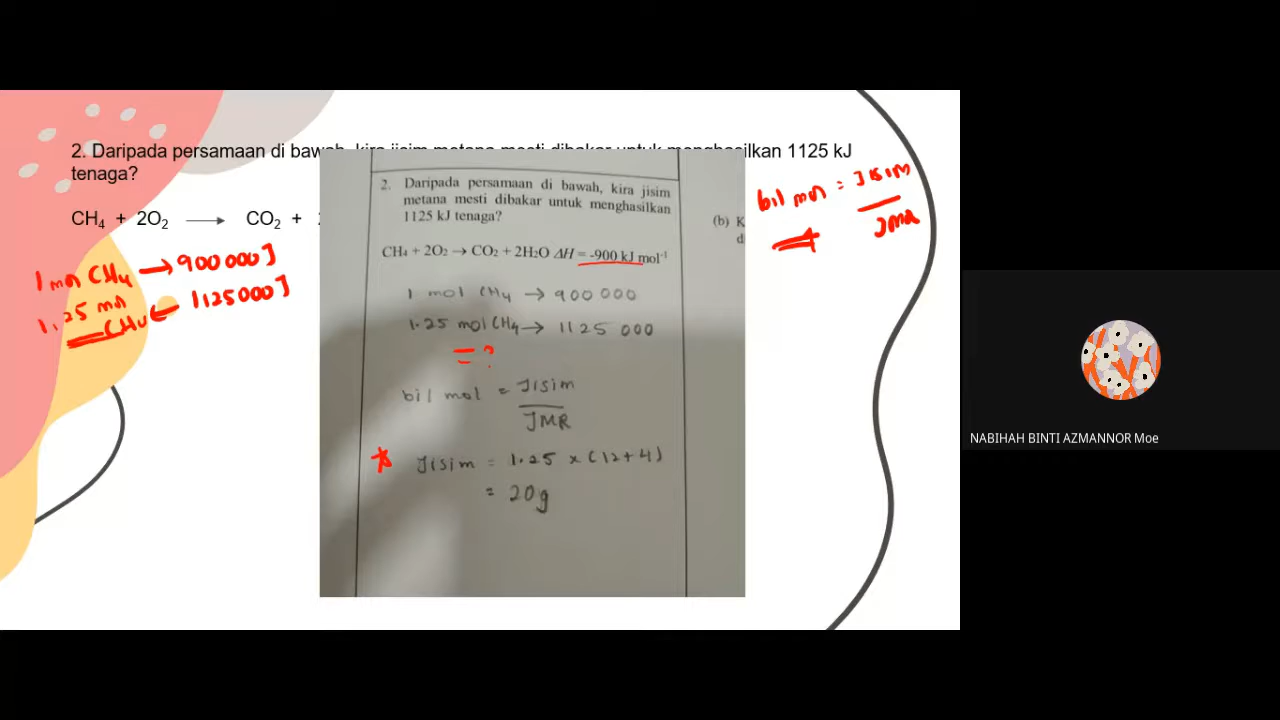 2. Daripada persamaan di bawah, kira jisim metana mesti dibakar untuk menghasilkan 1125 kJ
tenaga?
CH₄ + 2O₂ → CO₂ +
1 mol CH₄ → 900 000 J
1.25 mol ← 1125000 J
CH₄
2. Daripada persamaan di bawah, kira jisim
metana mesti dibakar untuk menghasilkan
1125 kJ tenaga?
CH₄ + 2O₂ → CO₂ + 2H₂O ΔH = -900 kJ mol⁻¹
1 mol CH₄ → 900 000
1.25 mol CH₄ → 1125 000
= ?
bil mol = Jisim
JMR
Jisim = 1.25 x (12+4)
= 20g
(b) K
d
bil mol = Jisim
JMR
NABIHAH BINTI AZMANNOR Moe